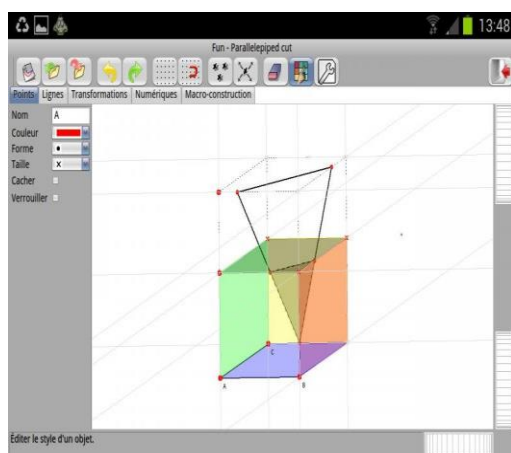 13:48
Fun - Parallelepiped cut
Points Lignes Transformations Numériques Macro-construction
Nom A
Couleur
Forme
Taille x
Cacher
Verrouiller
C
A B
Éditer le style d'un objet.